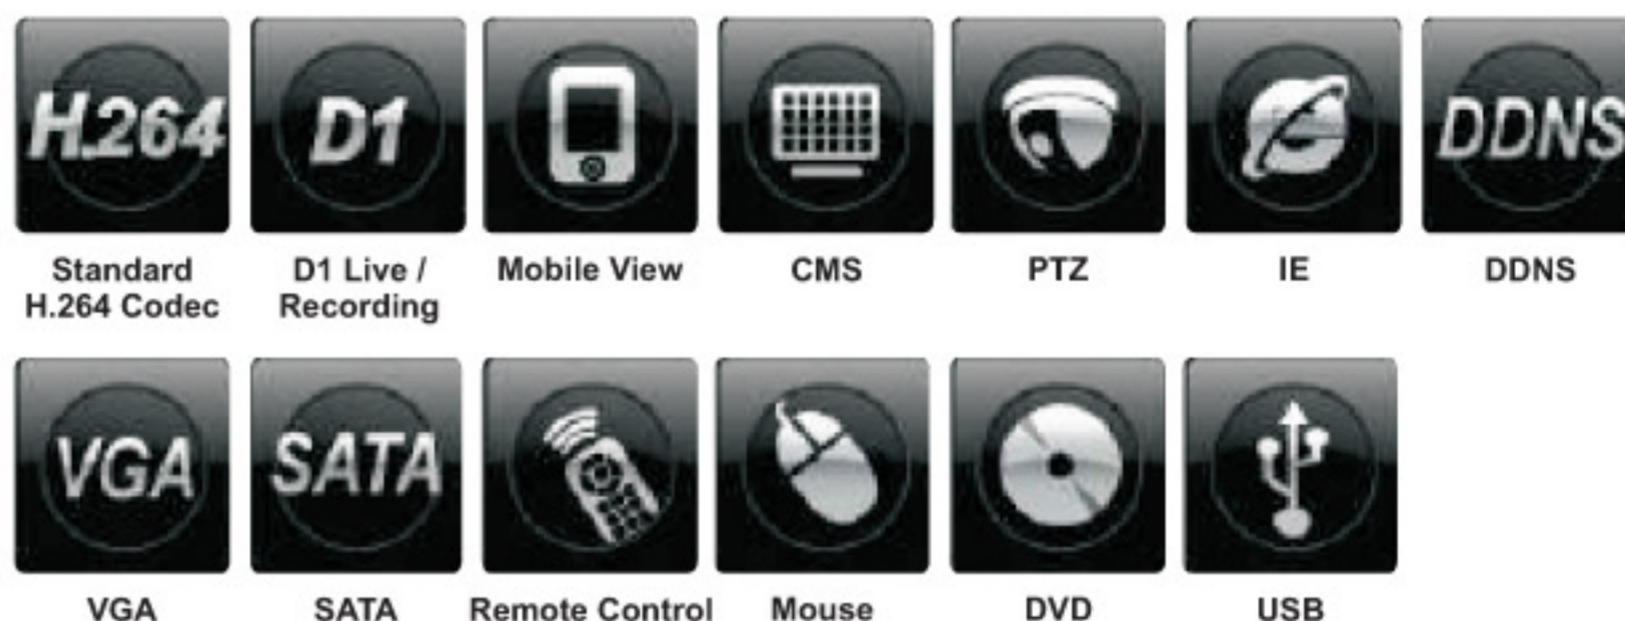 H.264 D1 DDNS
Standard D1 Live / Mobile View CMS PTZ IE DDNS
H.264 Codec Recording
VGA SATA
VGA SATA Remote Control Mouse DVD USB